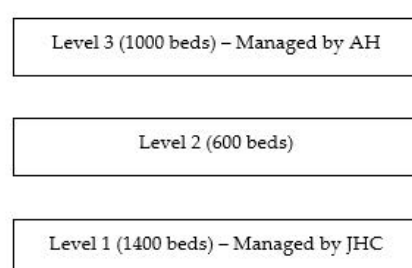 Level 3 (1000 beds) – Managed by AH
Level 2 (600 beds)
Level 1 (1400 beds) – Managed by JHC